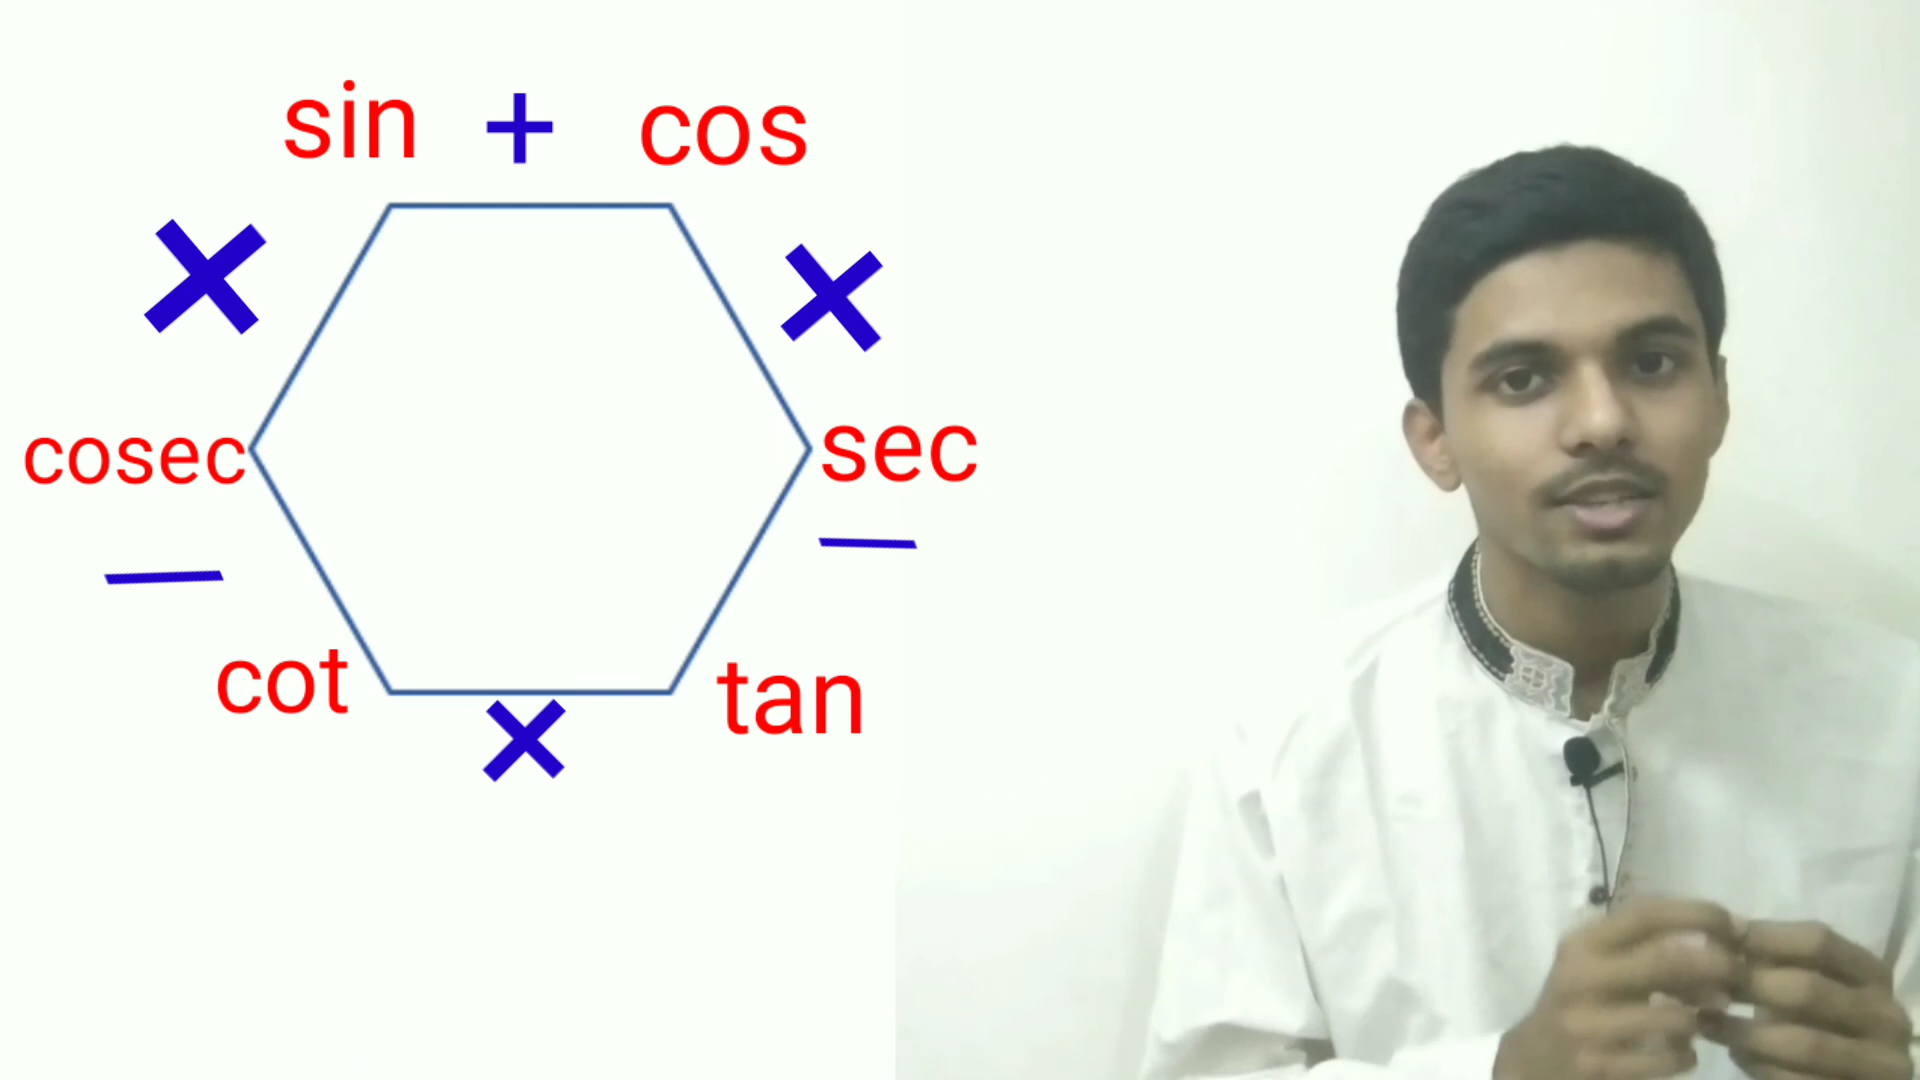 sin + cos
× ×
cosec sec
— —
cot tan
×